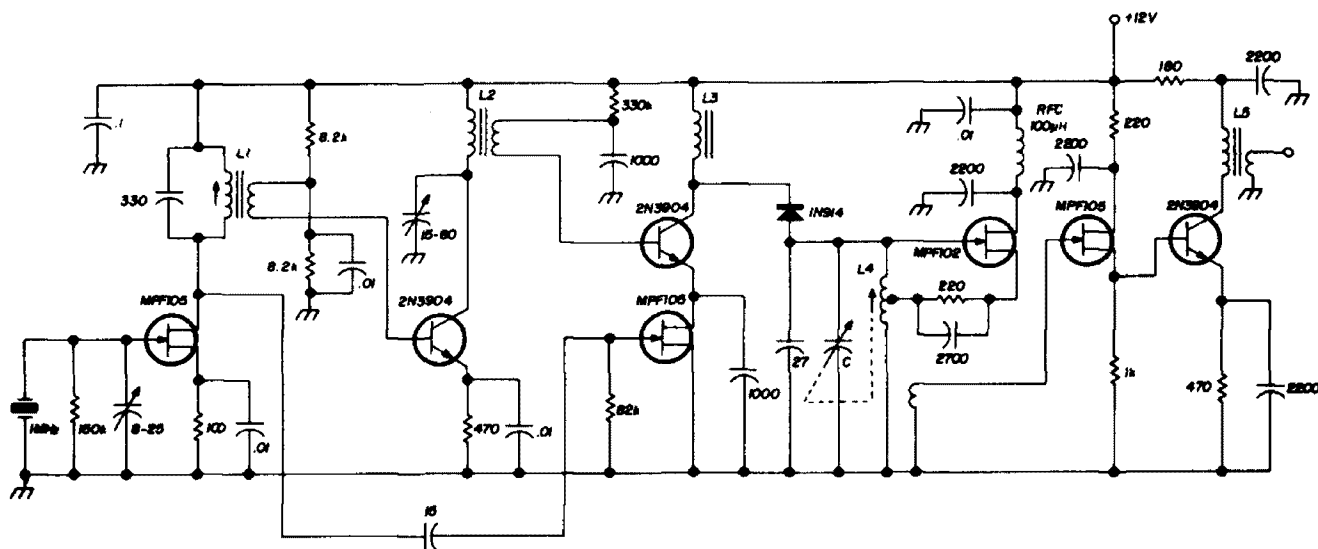 +12V
180
2200
L2
330k
L3
RFC
100μH
.01
220
L5
.1
8.2k
L1
1000
2200
2200
330
2N3904
1N914
MPF105
2N3904
15-60
MPF102
8.2k
.01
L4
220
MPF105
2N3904
MPF105
2700
27
C
1MHz
150k
8-25
100
.01
470
.01
82k
1000
1k
470
2200
15